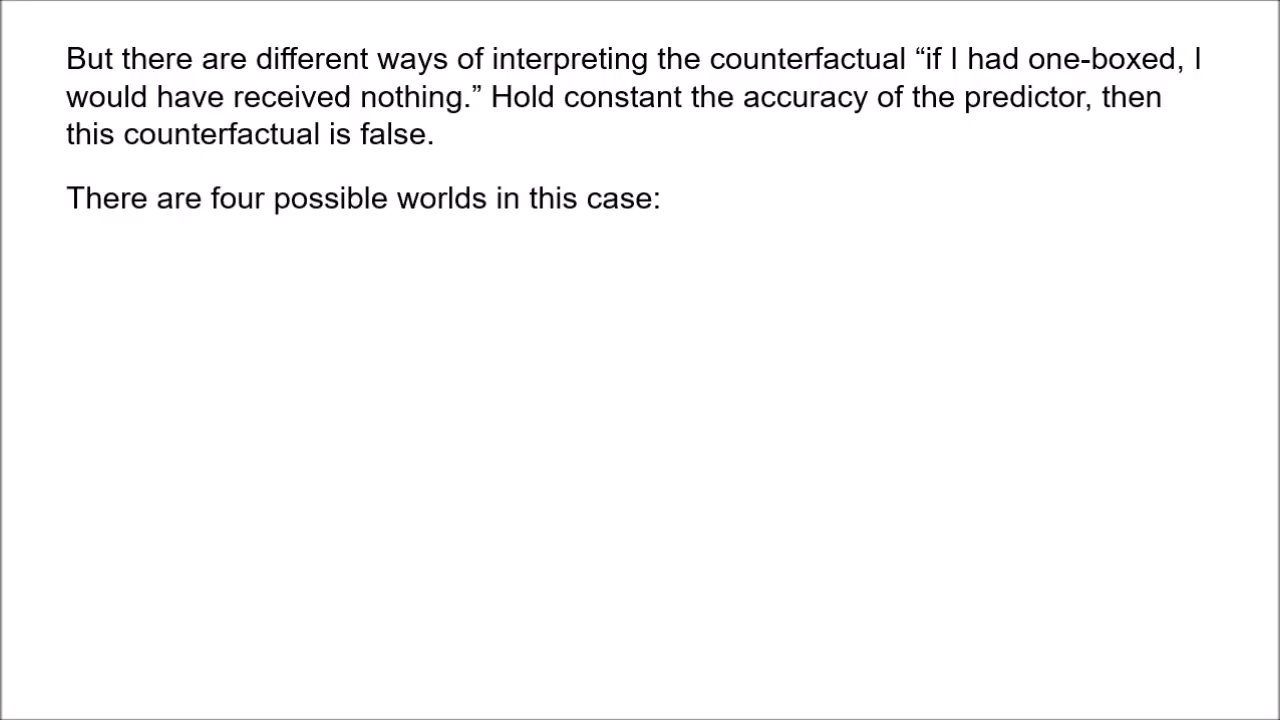 But there are different ways of interpreting the counterfactual “if I had one-boxed, I
would have received nothing.” Hold constant the accuracy of the predictor, then
this counterfactual is false.
There are four possible worlds in this case: